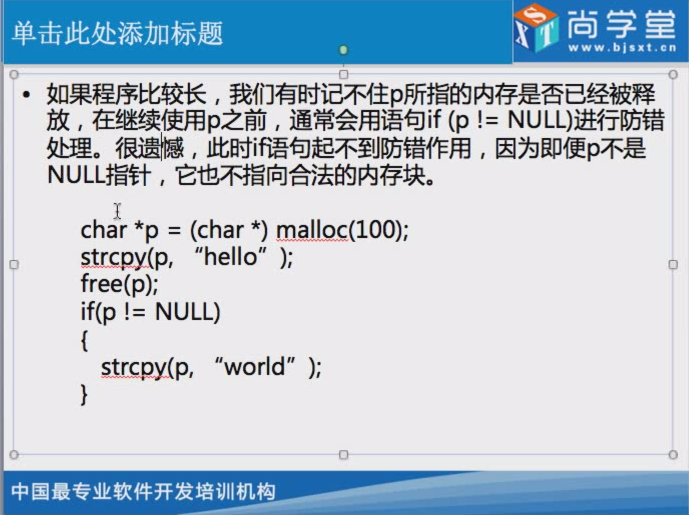 单击此处添加标题
尚学堂
SXT
www.bjsxt.cn
• 如果程序比较长，我们有时记不住p所指的内存是否已经被释
放，在继续使用p之前，通常会用语句if (p != NULL)进行防错
处理。很遗憾，此时if语句起不到防错作用，因为即便p不是
NULL指针，它也不指向合法的内存块。
char *p = (char *) malloc(100);
strcpy(p, “hello” );
free(p);
if(p != NULL)
{
strcpy(p, “world” );
}
中国最专业软件开发培训机构